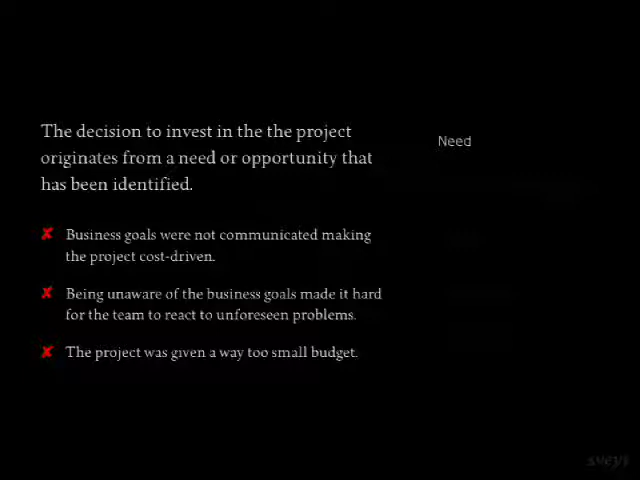 The decision to invest in the the project
originates from a need or opportunity that
has been identified.
Need
✘ Business goals were not communicated making
the project cost-driven.
✘ Being unaware of the business goals made it hard
for the team to react to unforeseen problems.
✘ The project was given a way too small budget.